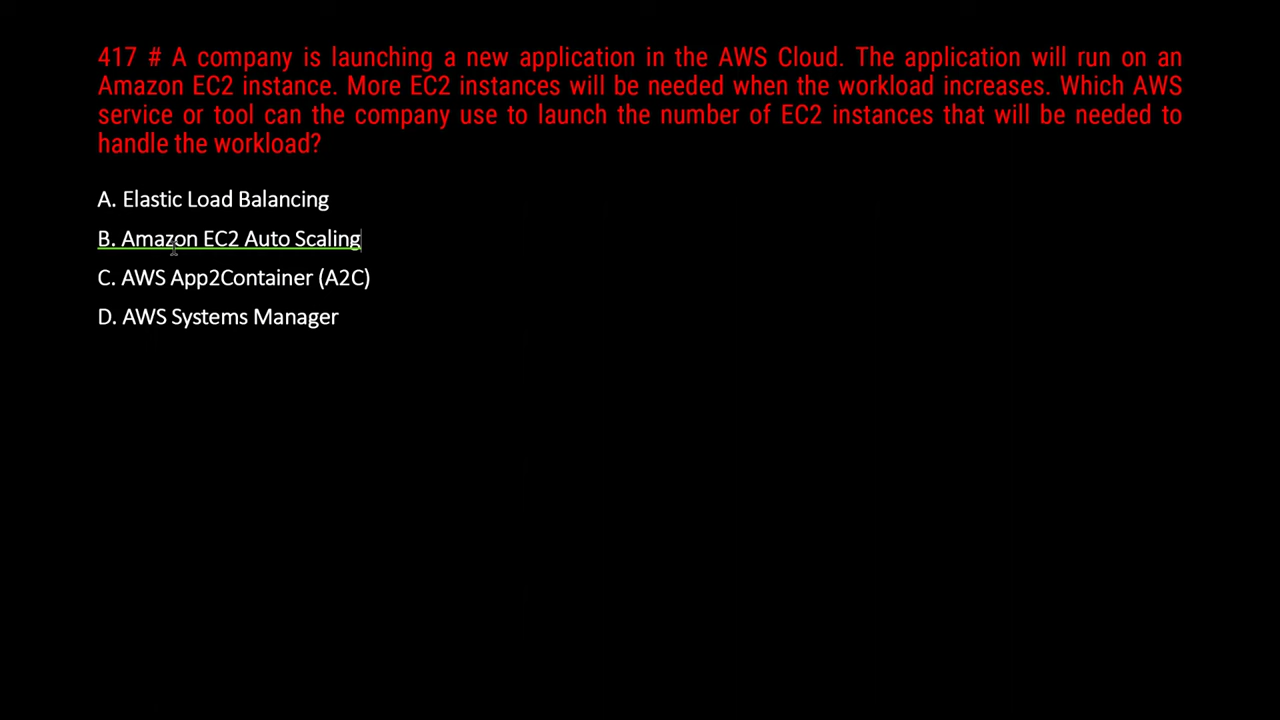 417 # A company is launching a new application in the AWS Cloud. The application will run on an
Amazon EC2 instance. More EC2 instances will be needed when the workload increases. Which AWS
service or tool can the company use to launch the number of EC2 instances that will be needed to
handle the workload?
A. Elastic Load Balancing
B. Amazon EC2 Auto Scaling
C. AWS App2Container (A2C)
D. AWS Systems Manager